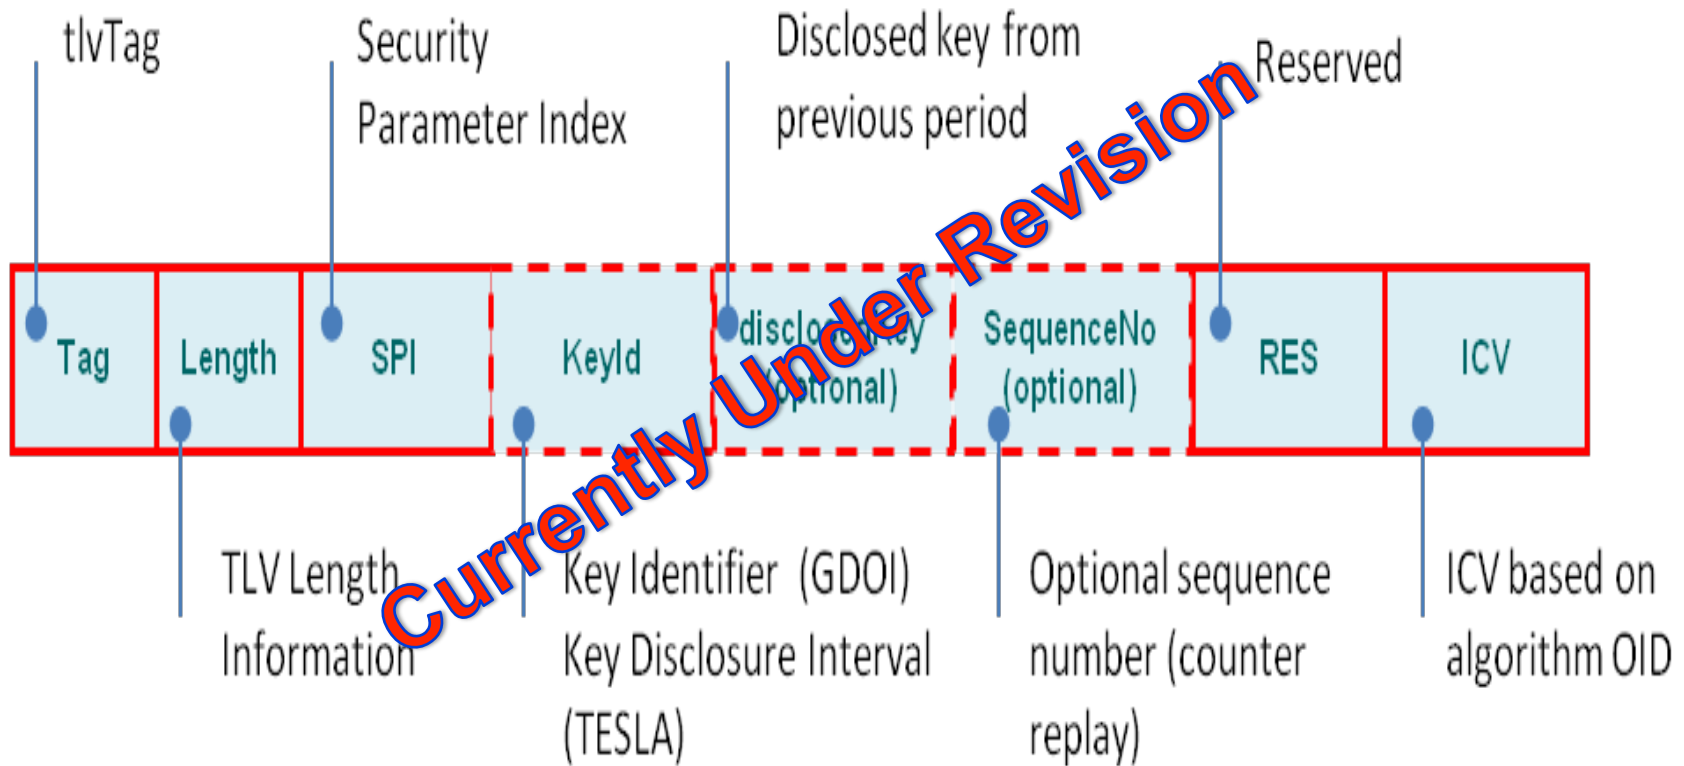 tlvTag
Security
Parameter Index
Disclosed key from
previous period
Reserved
Tag
Length
SPI
KeyId
disclosedKey
(optional)
SequenceNo
(optional)
RES
ICV
Currently Under Revision
TLV Length
Information
Key Identifier (GDOI)
Key Disclosure Interval
(TESLA)
Optional sequence
number (counter
replay)
ICV based on
algorithm OID